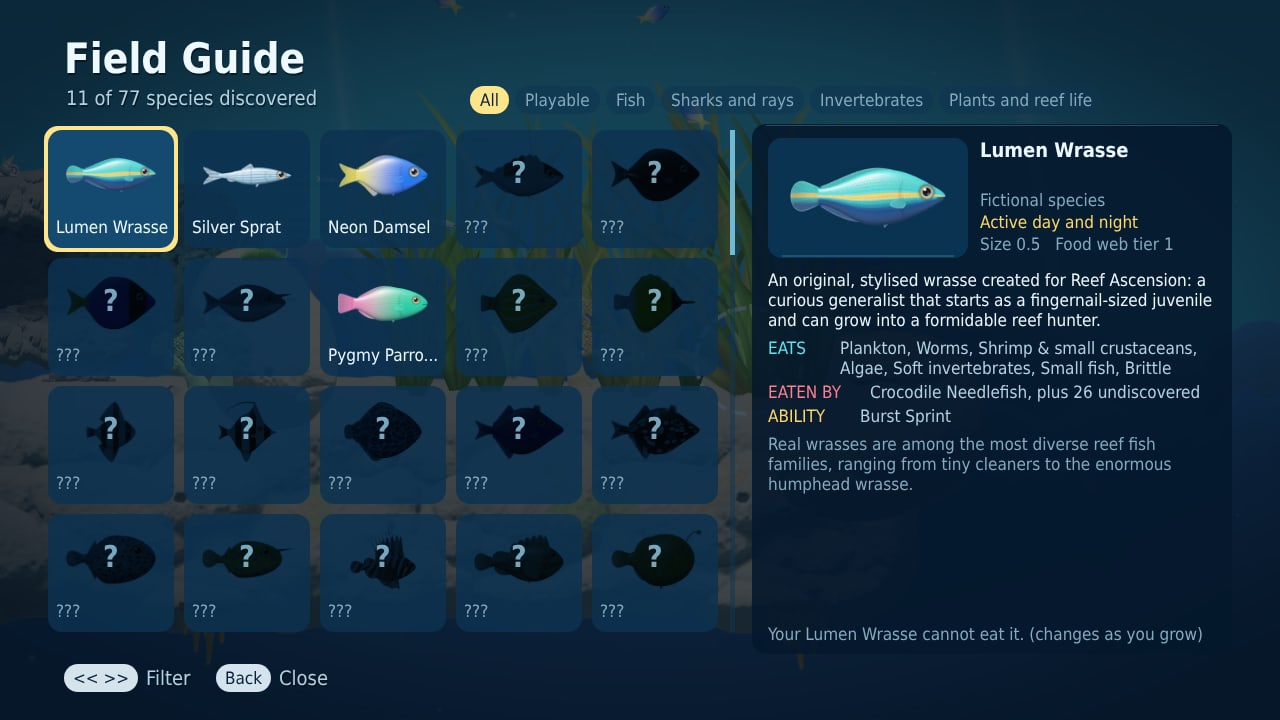 Field Guide
11 of 77 species discovered
All
Playable
Fish
Sharks and rays
Invertebrates
Plants and reef life
Lumen Wrasse
Silver Sprat
Neon Damsel
?
???
?
???
?
???
?
???
Pygmy Parro...
?
???
?
???
?
???
?
???
?
???
?
???
?
???
?
???
?
???
?
???
?
???
?
???
Lumen Wrasse
Fictional species
Active day and night
Size 0.5 Food web tier 1
An original, stylised wrasse created for Reef Ascension: a
curious generalist that starts as a fingernail-sized juvenile
and can grow into a formidable reef hunter.
EATS Plankton, Worms, Shrimp & small crustaceans,
Algae, Soft invertebrates, Small fish, Brittle
EATEN BY Crocodile Needlefish, plus 26 undiscovered
ABILITY Burst Sprint
Real wrasses are among the most diverse reef fish
families, ranging from tiny cleaners to the enormous
humphead wrasse.
Your Lumen Wrasse cannot eat it. (changes as you grow)
<< >> Filter
Back Close